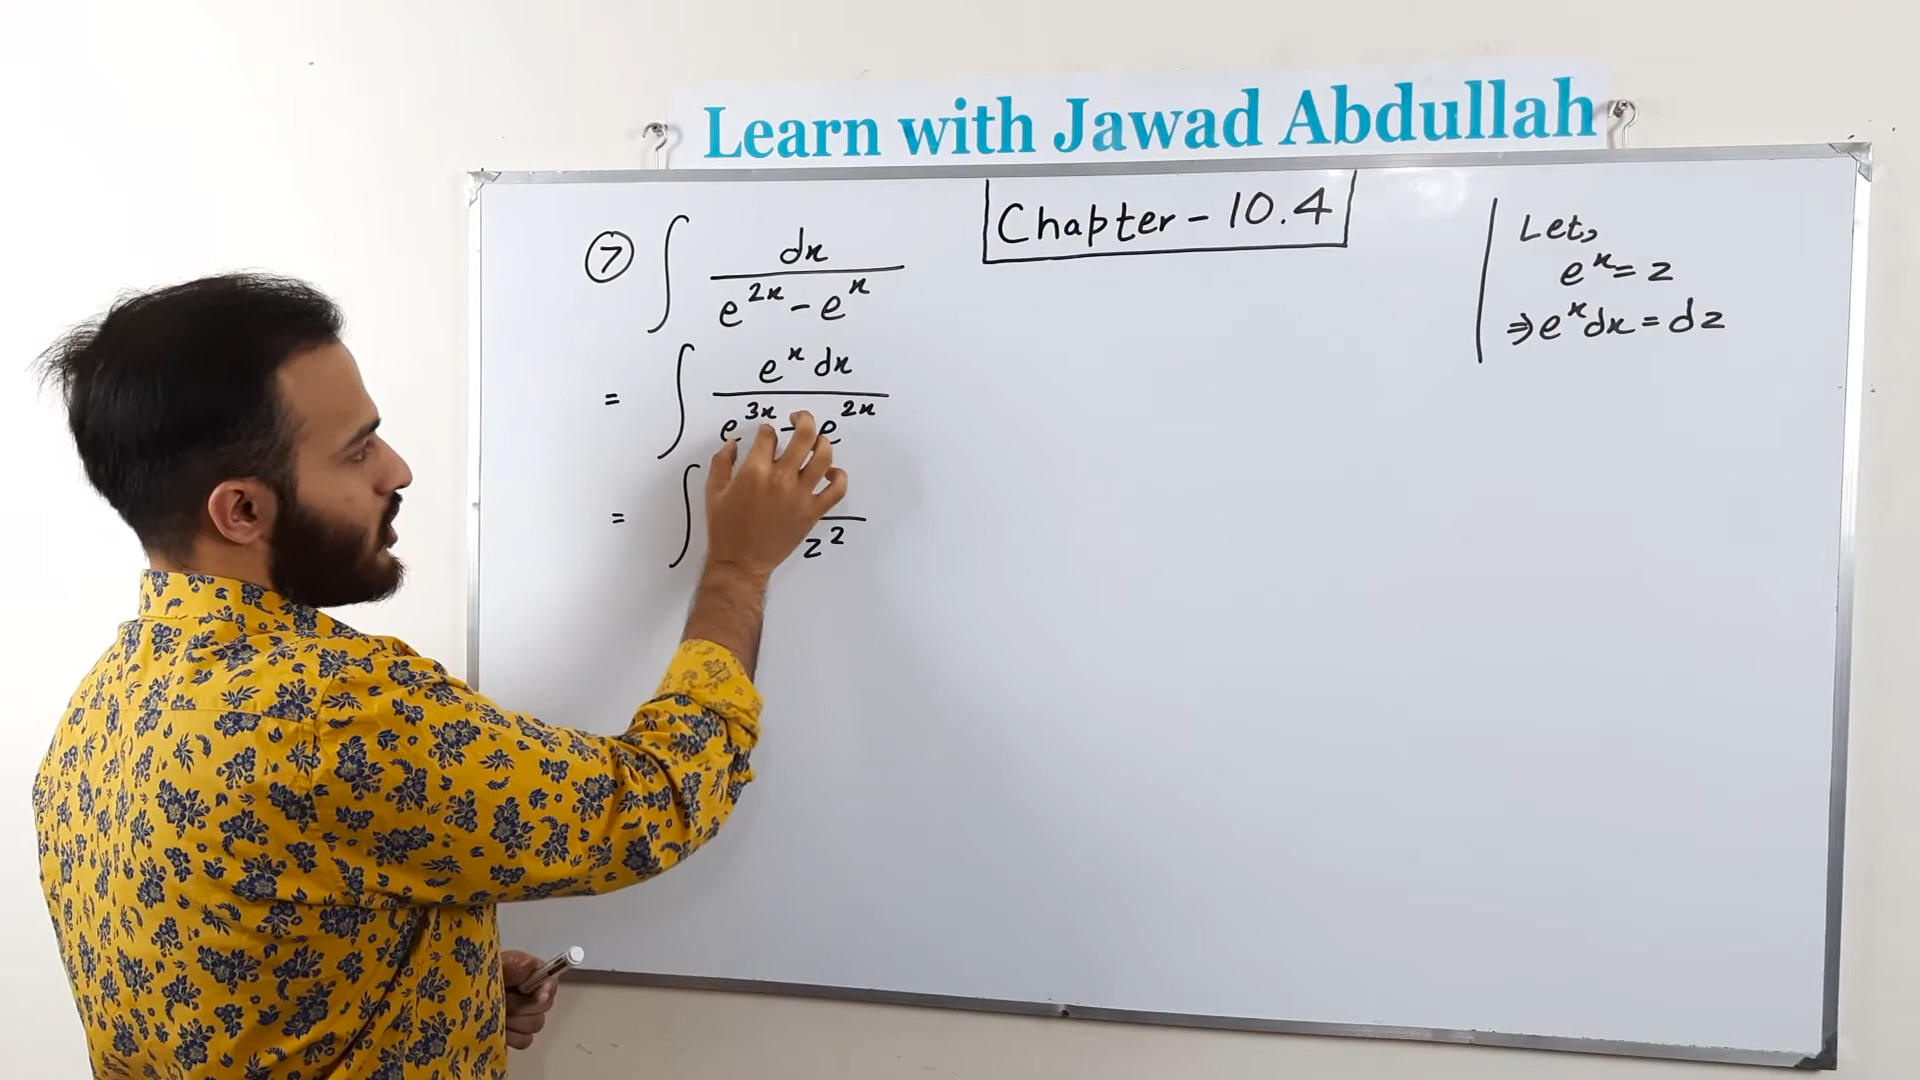 Learn with Jawad Abdullah
Chapter - 10.4
⑦ ∫ dx / (e^{2x} - e^{x})
= ∫ e^{x} dx / (e^{3x} - e^{2x})
= ∫ z^{2}
Let,
e^{x} = z
⇒ e^{x} dx = dz